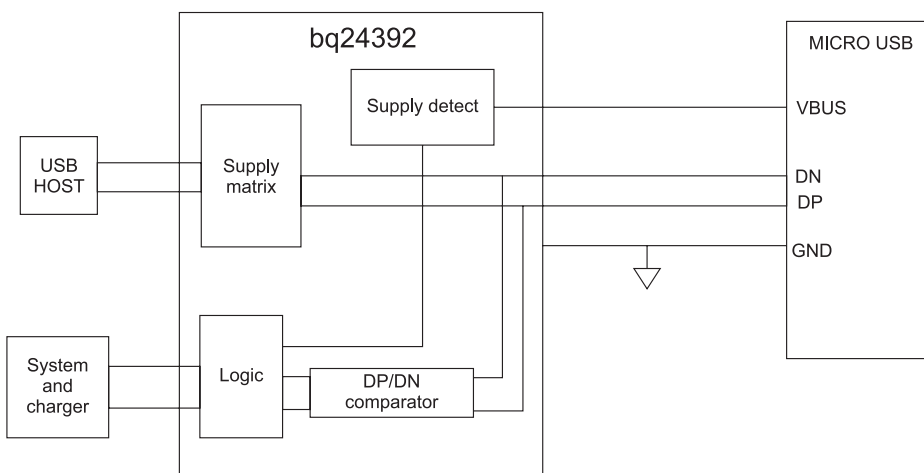 bq24392
MICRO USB
Supply detect
VBUS
USB
HOST
Supply
matrix
DN
DP
GND
System
and
charger
Logic
DP/DN
comparator